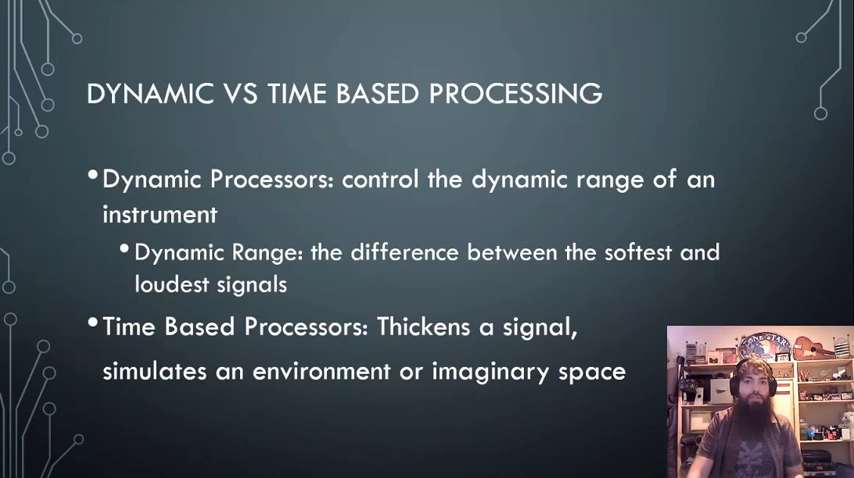 DYNAMIC VS TIME BASED PROCESSING
•Dynamic Processors: control the dynamic range of an
instrument
•Dynamic Range: the difference between the softest and
loudest signals
•Time Based Processors: Thickens a signal,
simulates an environment or imaginary space